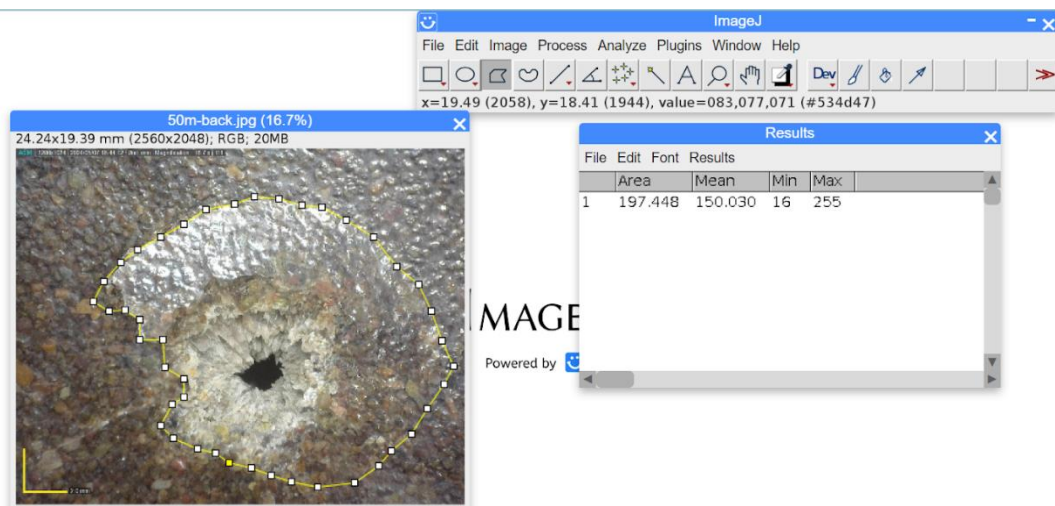 ImageJ
File Edit Image Process Analyze Plugins Window Help
A Dev
x=19.49 (2058), y=18.41 (1944), value=083,077,071 (#534d47)
50m-back.jpg (16.7%)
24.24x19.39 mm (2560x2048); RGB; 20MB
Results
File Edit Font Results
Area Mean Min Max
1 197.448 150.030 16 255
MAGE
Powered by